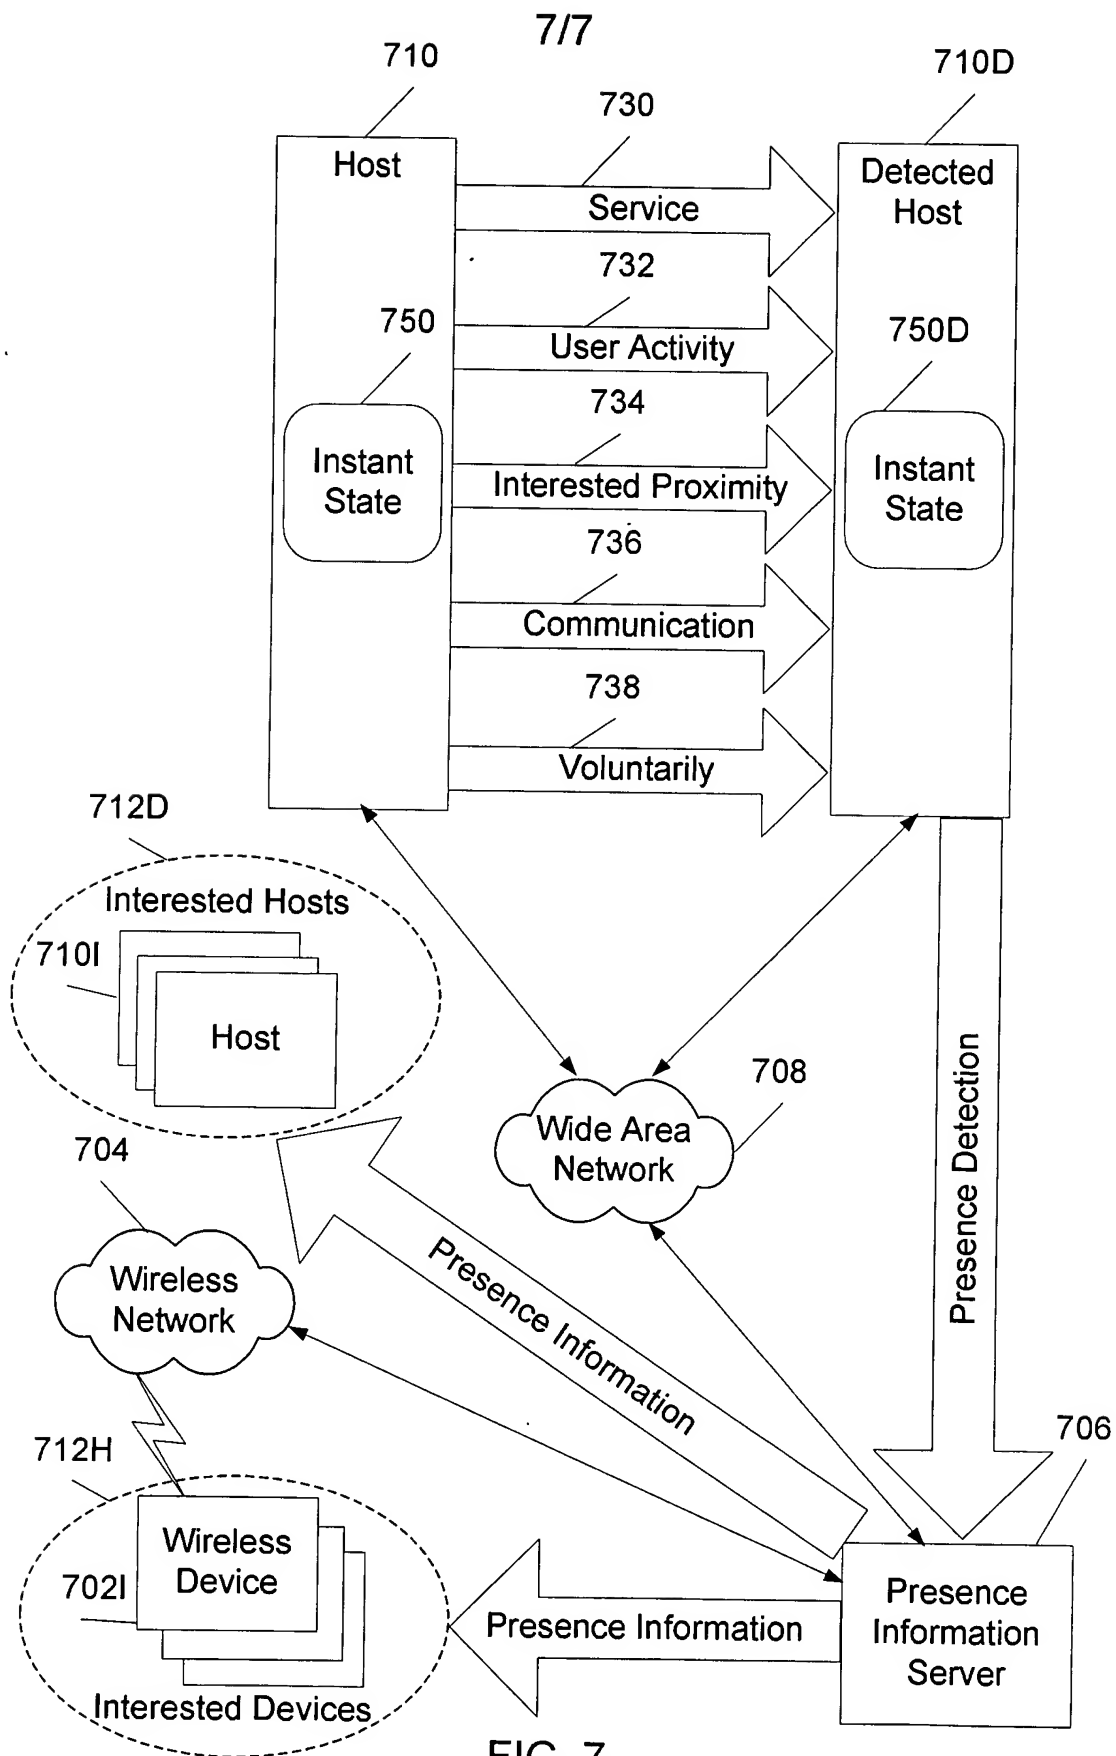 7/7
710
710D
730
Host
Detected
Host
Service
732
750
750D
User Activity
734
Instant
State
Instant
State
Interested Proximity
736
Communication
738
Voluntarily
712D
Interested Hosts
710I
Host
708
Wide Area
Network
Presence Detection
704
Wireless
Network
Presence Information
706
712H
Wireless
Device
702I
Interested Devices
Presence Information
Presence
Information
Server
FIG. 7